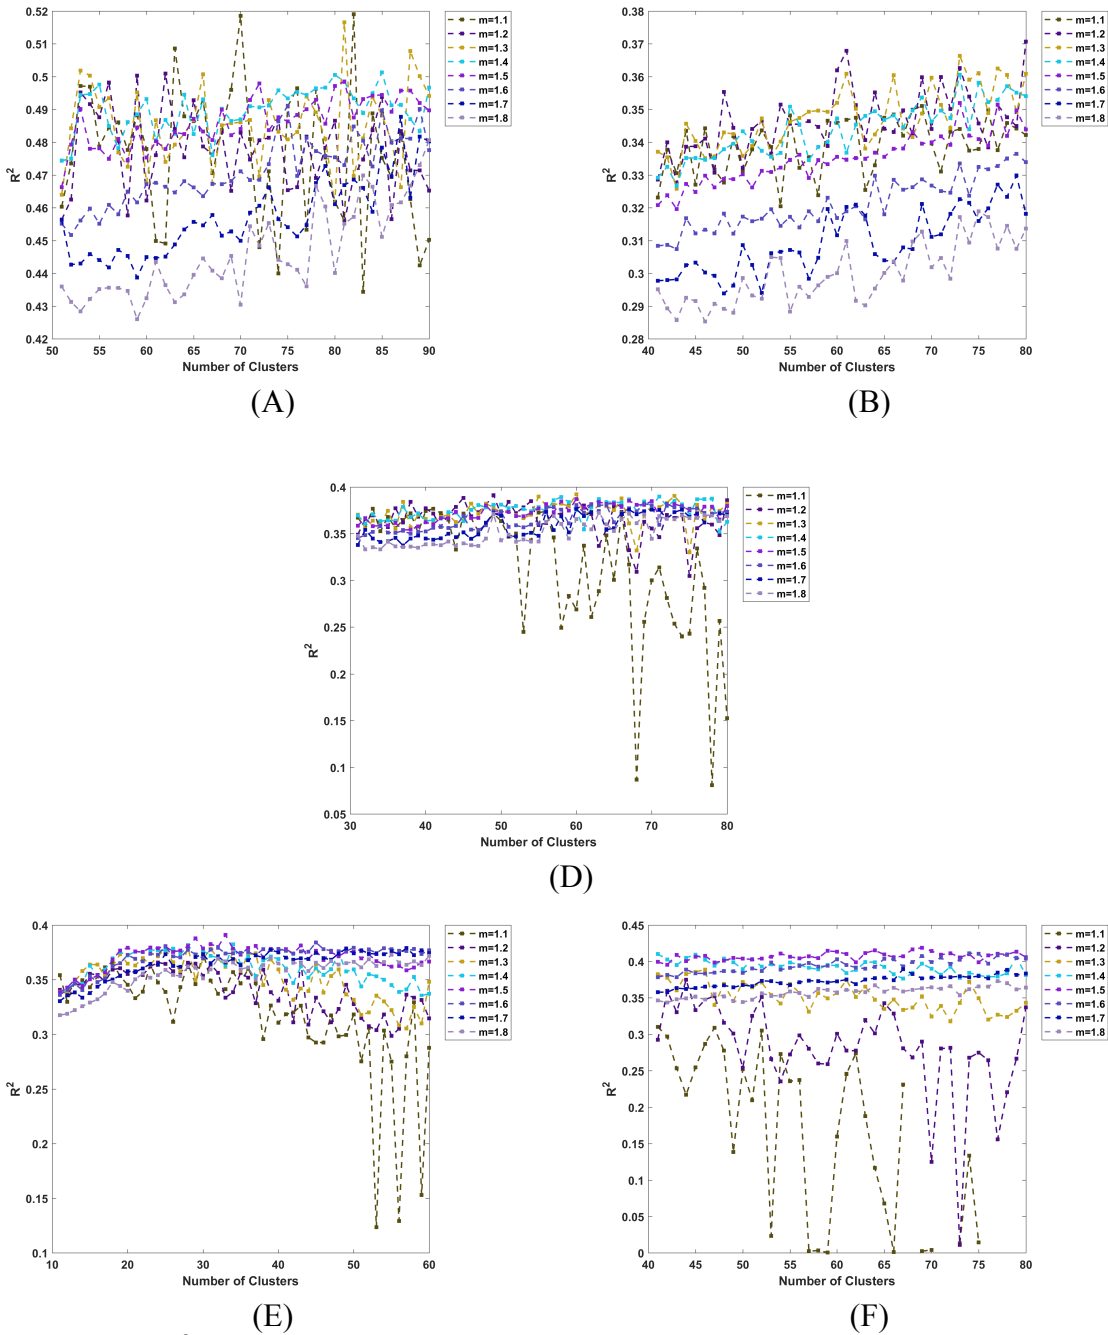 0.52
0.51
0.5
0.49
0.48
0.47
0.46
0.45
0.44
0.43
0.42
R2
50 55 60 65 70 75 80 85 90
Number of Clusters
m=1.1
m=1.2
m=1.3
m=1.4
m=1.5
m=1.6
m=1.7
m=1.8
(A)
0.38
0.37
0.36
0.35
0.34
0.33
0.32
0.31
0.3
0.29
0.28
R2
40 45 50 55 60 65 70 75 80
Number of Clusters
m=1.1
m=1.2
m=1.3
m=1.4
m=1.5
m=1.6
m=1.7
m=1.8
(B)
0.4
0.35
0.3
0.25
0.2
0.15
0.1
0.05
R2
30 40 50 60 70 80
Number of Clusters
m=1.1
m=1.2
m=1.3
m=1.4
m=1.5
m=1.6
m=1.7
m=1.8
(D)
0.4
0.35
0.3
0.25
0.2
0.15
0.1
R2
10 20 30 40 50 60
Number of Clusters
m=1.1
m=1.2
m=1.3
m=1.4
m=1.5
m=1.6
m=1.7
m=1.8
(E)
0.45
0.4
0.35
0.3
0.25
0.2
0.15
0.1
0.05
0
R2
40 45 50 55 60 65 70 75 80
Number of Clusters
m=1.1
m=1.2
m=1.3
m=1.4
m=1.5
m=1.6
m=1.7
m=1.8
(F)